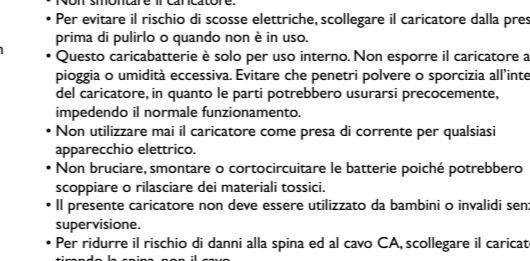 • Non smontare il caricatore.
• Per evitare il rischio di scosse elettriche, scollegare il caricatore dalla
prima di pulirlo o quando non è in uso.
• Questo caricabatterie è solo per uso interno. Non esporre il caricatore a
pioggia o umidità eccessiva. Evitare che penetri polvere o sporcizia
del caricatore, in quanto le parti potrebbero usurarsi precocemente,
impedendo il normale funzionamento.
• Non utilizzare mai il caricatore come presa di corrente per qualsiasi
apparecchio elettrico.
• Non bruciare, smontare o cortocircuitare le batterie poiché potrebbero
scoppiare o rilasciare dei materiali tossici.
• Il presente caricatore non deve essere utilizzato da bambini o invalidi
supervisione.
• Per ridurre il rischio di danni alla spina ed al cavo CA, scollegare il
tirando la spina, non il cavo.